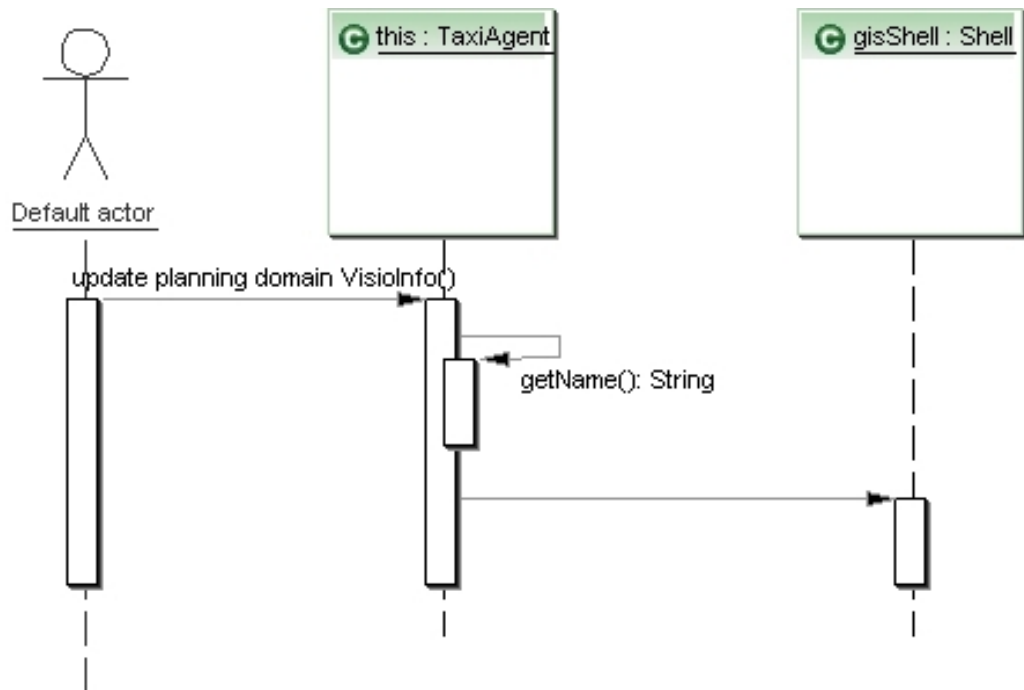 C this : TaxiAgent
C gisShell : Shell
Default actor
update planning domain VisioInfo()
getName(): String